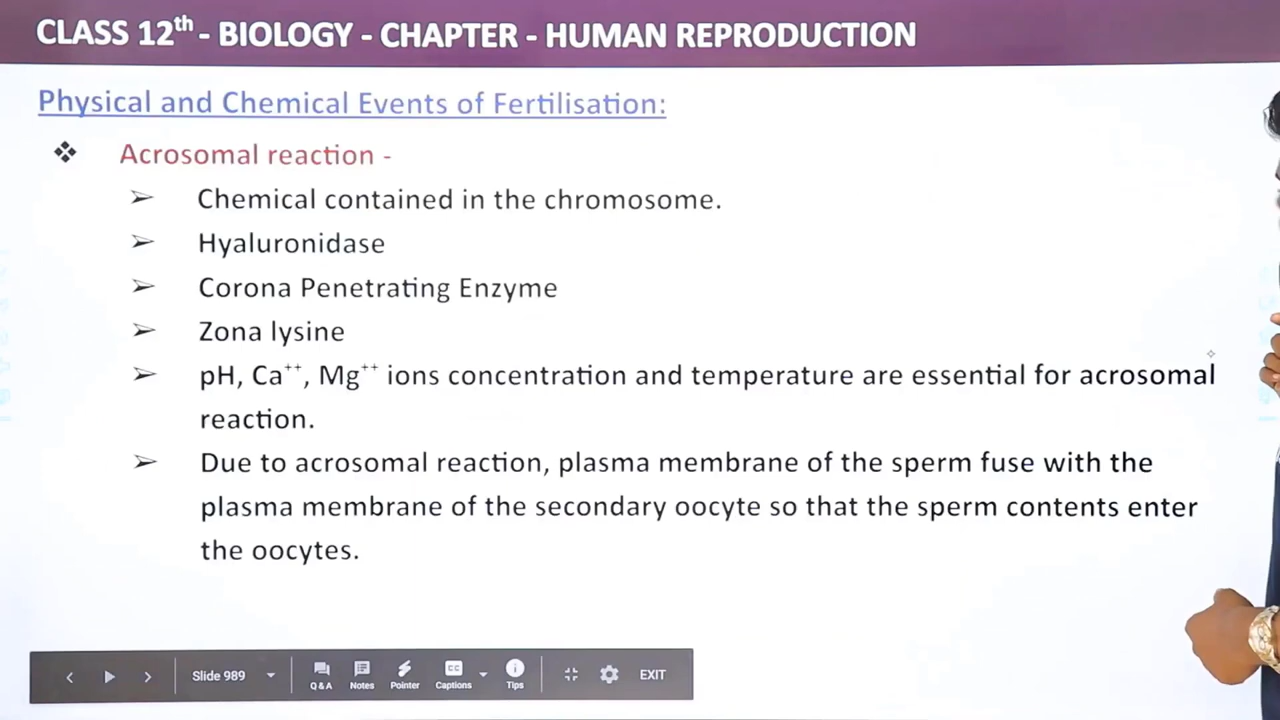 CLASS 12th - BIOLOGY - CHAPTER - HUMAN REPRODUCTION
Physical and Chemical Events of Fertilisation:
❖ Acrosomal reaction -
➢ Chemical contained in the chromosome.
➢ Hyaluronidase
➢ Corona Penetrating Enzyme
➢ Zona lysine
➢ pH, Ca⁺⁺, Mg⁺⁺ ions concentration and temperature are essential for acrosomal
reaction.
➢ Due to acrosomal reaction, plasma membrane of the sperm fuse with the
plasma membrane of the secondary oocyte so that the sperm contents enter
the oocytes.
Slide 989 Q & A Notes Pointer CC Captions Tips EXIT